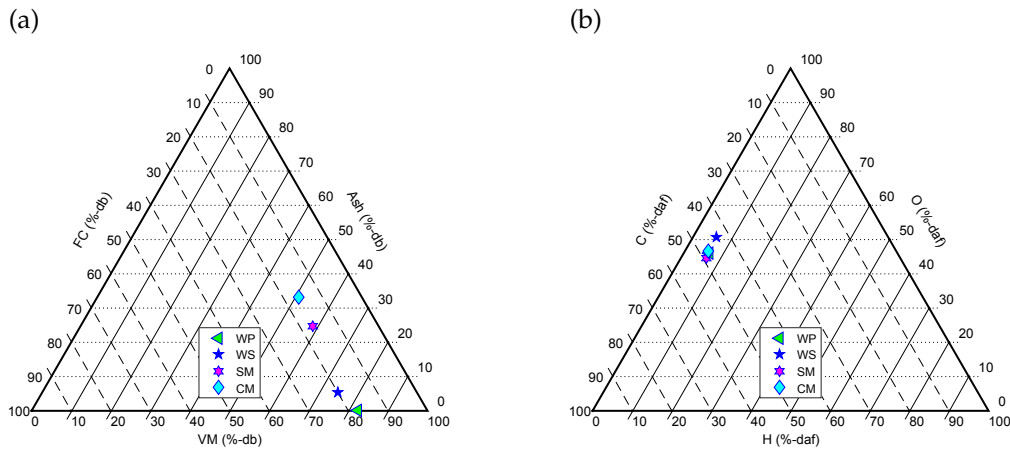 (a)
(b)
0 100
10 90
20 80
30 70
40 60
50 50
60 40
70 30
80 20
90 10
100 0
FC (%-db)
Ash (%-db)
WP
WS
SM
CM
0 10 20 30 40 50 60 70 80 90 100
VM (%-db)
0 100
10 90
20 80
30 70
40 60
50 50
60 40
70 30
80 20
90 10
100 0
C (%-daf)
O (%-daf)
WP
WS
SM
CM
0 10 20 30 40 50 60 70 80 90 100
H (%-daf)